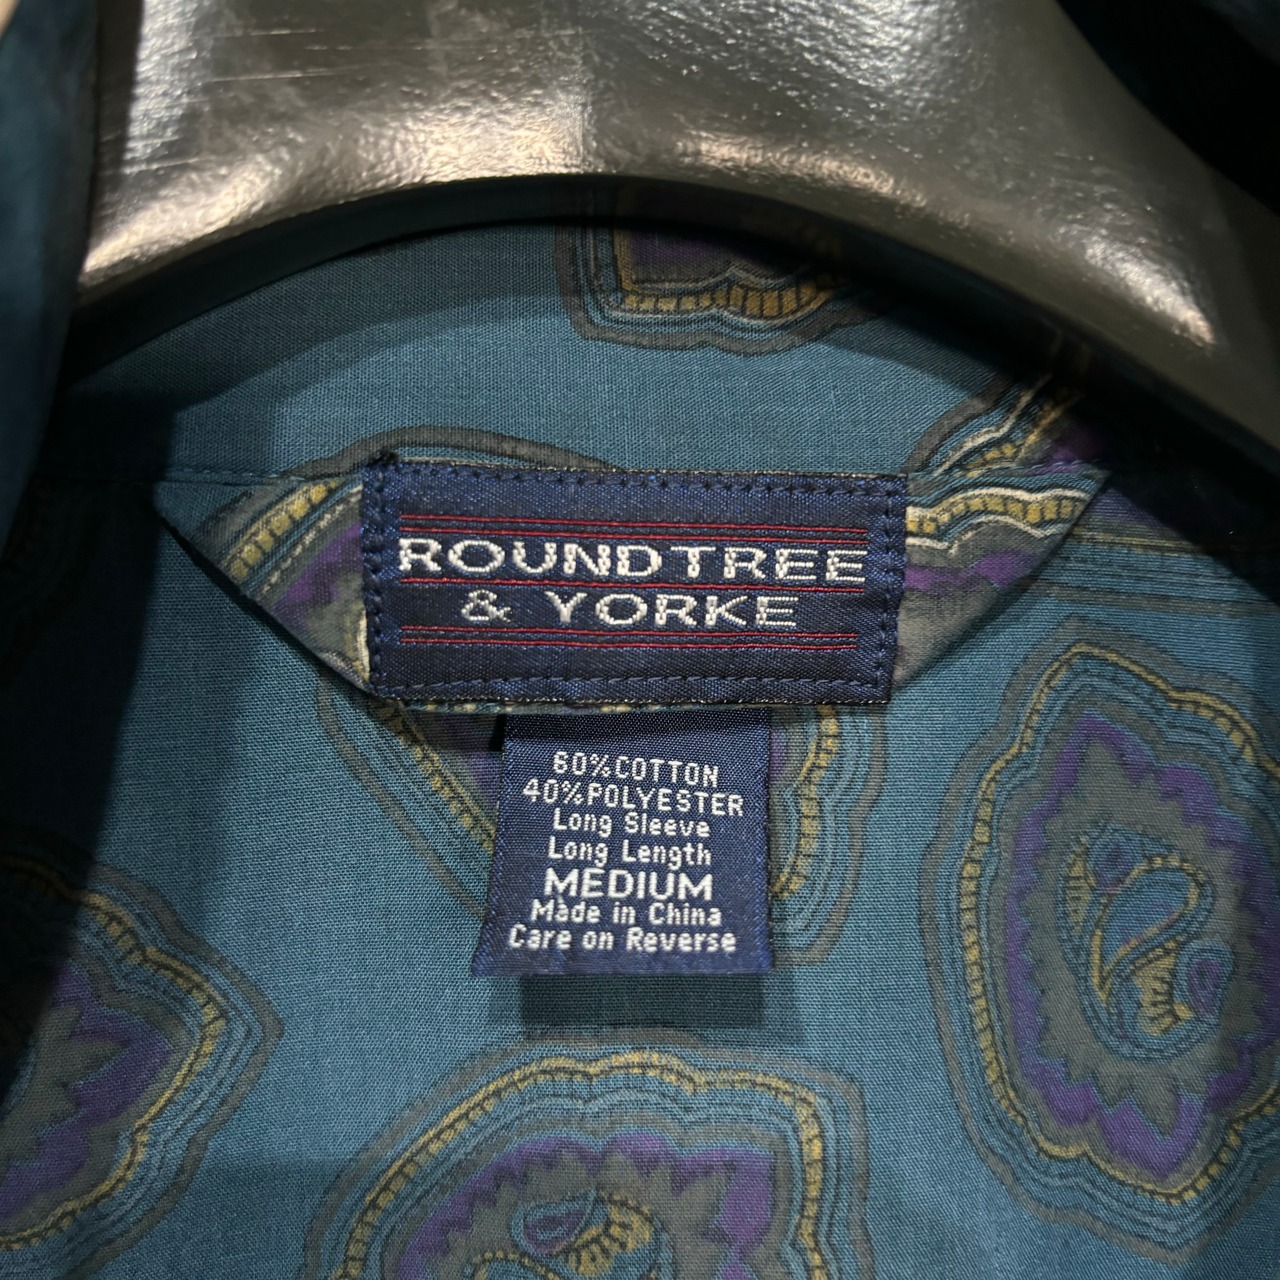 ROUNDTREE
& YORKE
60%COTTON
40%POLYESTER
Long Sleeve
Long Length
MEDIUM
Made in China
Care on Reverse